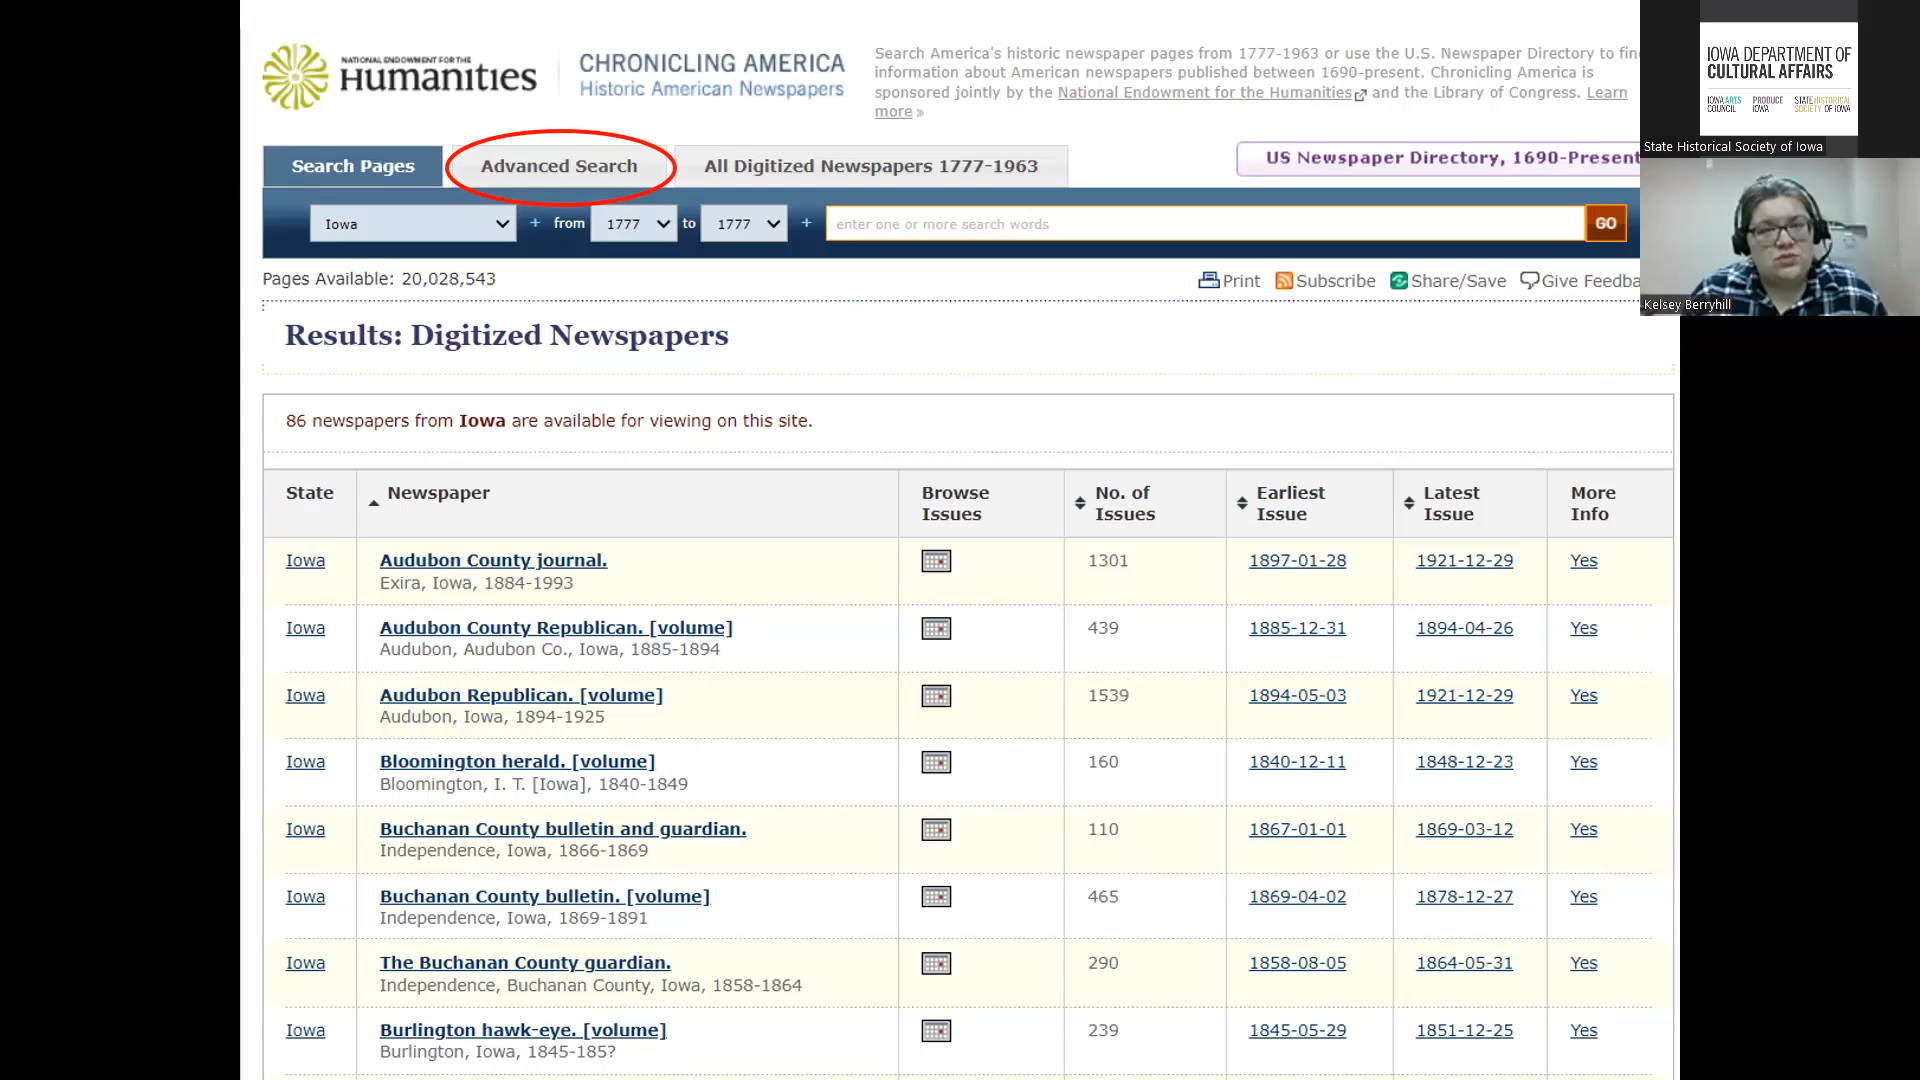 NATIONAL ENDOWMENT FOR THE
HUMANITIES
CHRONICLING AMERICA
Historic American Newspapers
Search America's historic newspaper pages from 1777-1963 or use the U.S. Newspaper Directory to find
information about American newspapers published between 1690-present. Chronicling America is
sponsored jointly by the National Endowment for the Humanities and the Library of Congress. Learn
more »
IOWA DEPARTMENT OF
CULTURAL AFFAIRS
IOWA ARTS COUNCIL
PRODUCE IOWA
STATE HISTORICAL SOCIETY OF IOWA
State Historical Society of Iowa
Kelsey Berryhill
Search Pages Advanced Search All Digitized Newspapers 1777-1963 US Newspaper Directory, 1690-Present
Iowa + from 1777 to 1777 + enter one or more search words GO
Pages Available: 20,028,543 Print Subscribe Share/Save Give Feedba
Results: Digitized Newspapers
86 newspapers from Iowa are available for viewing on this site.
State Newspaper Browse Issues No. of Issues Earliest Issue Latest Issue More Info
Iowa Audubon County journal. 1301 1897-01-28 1921-12-29 Yes
Exira, Iowa, 1884-1993
Iowa Audubon County Republican. [volume] 439 1885-12-31 1894-04-26 Yes
Audubon, Audubon Co., Iowa, 1885-1894
Iowa Audubon Republican. [volume] 1539 1894-05-03 1921-12-29 Yes
Audubon, Iowa, 1894-1925
Iowa Bloomington herald. [volume] 160 1840-12-11 1848-12-23 Yes
Bloomington, I. T. [Iowa], 1840-1849
Iowa Buchanan County bulletin and guardian. 110 1867-01-01 1869-03-12 Yes
Independence, Iowa, 1866-1869
Iowa Buchanan County bulletin. [volume] 465 1869-04-02 1878-12-27 Yes
Independence, Iowa, 1869-1891
Iowa The Buchanan County guardian. 290 1858-08-05 1864-05-31 Yes
Independence, Buchanan County, Iowa, 1858-1864
Iowa Burlington hawk-eye. [volume] 239 1845-05-29 1851-12-25 Yes
Burlington, Iowa, 1845-185?